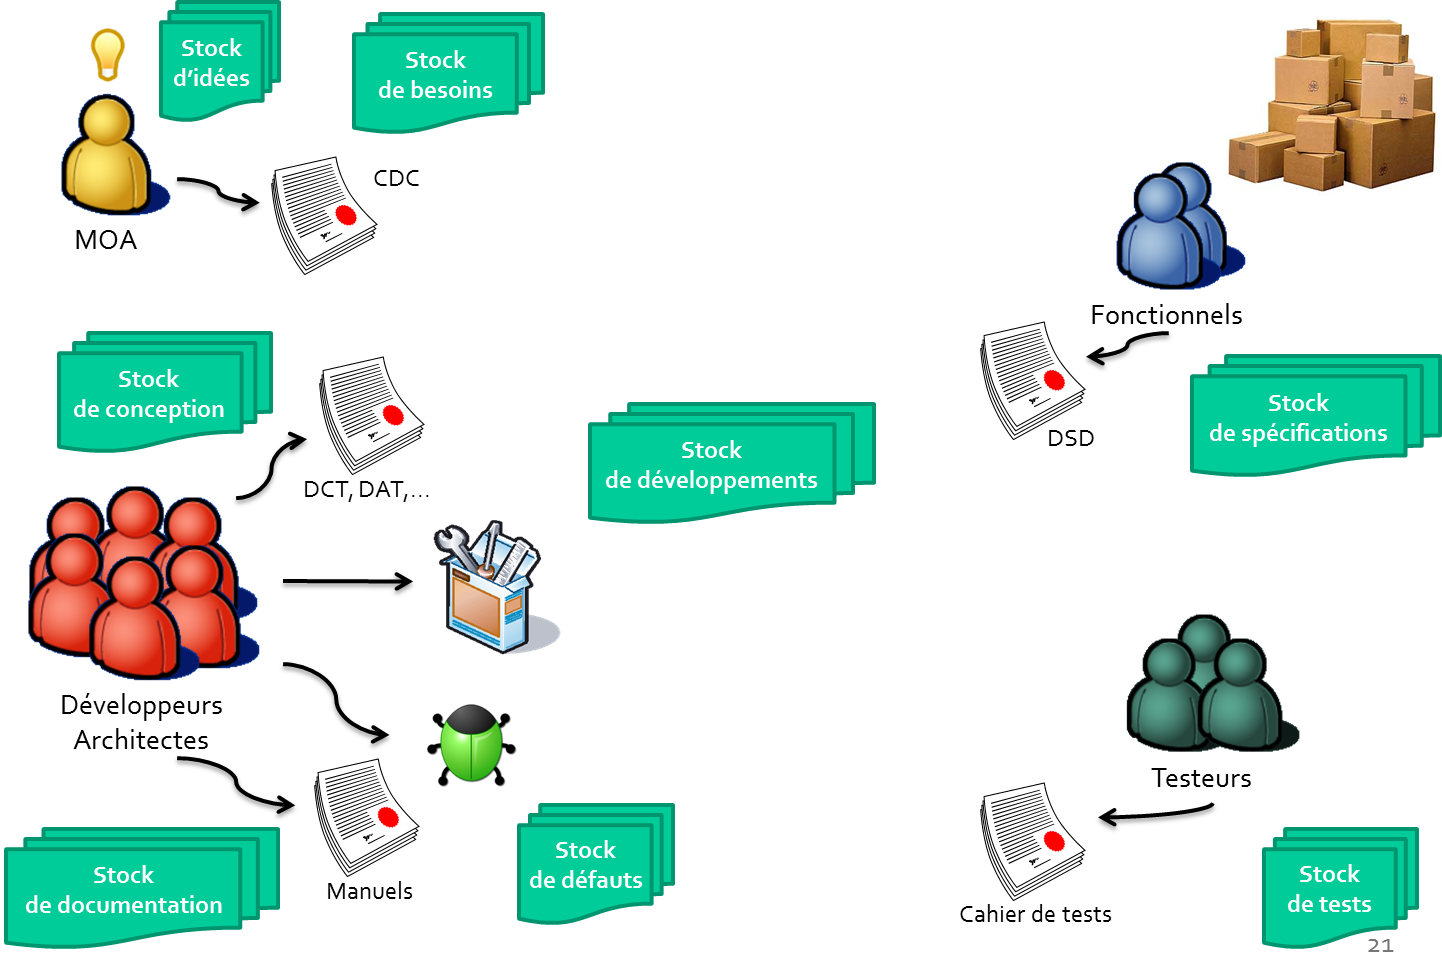 Stock
d’idées
Stock
de besoins
CDC
MOA
Fonctionnels
Stock
de conception
DCT, DAT,...
Stock
de développements
DSD
Stock
de spécifications
Développeurs
Architectes
Testeurs
Stock
de documentation
Manuels
Stock
de défauts
Cahier de tests
Stock
de tests
21